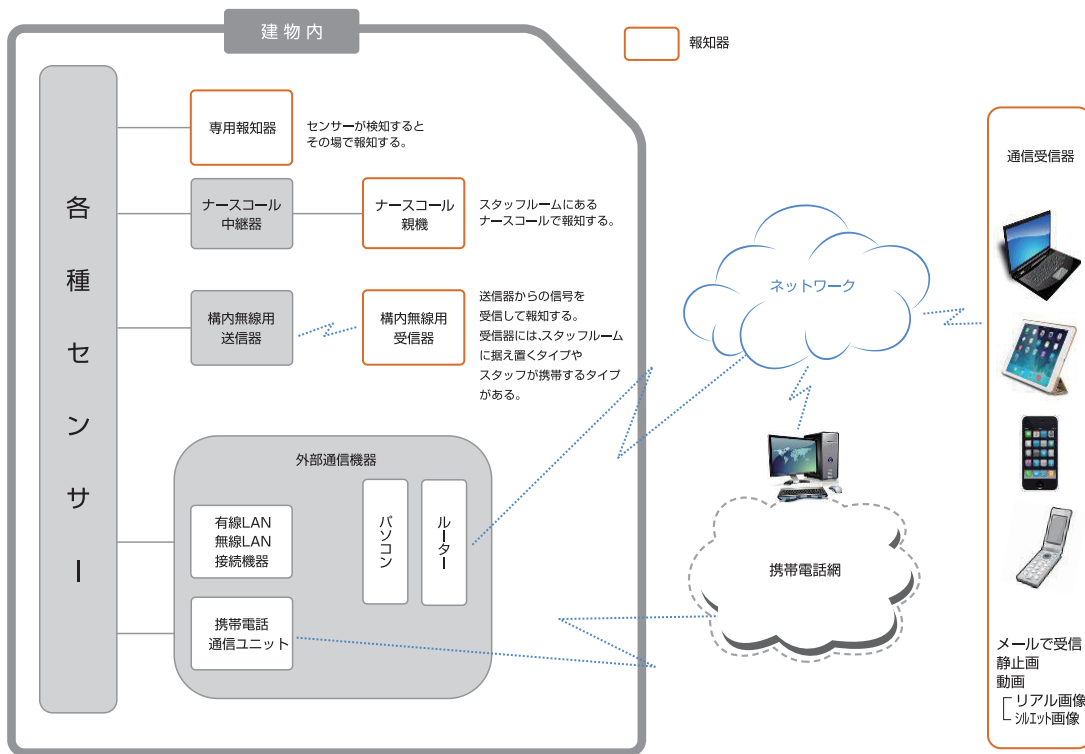 建物内
報知器
各種センサー
専用報知器
センサーが検知すると
その場で報知する。
ナースコール
中継器
ナースコール
親機
スタッフルームにある
ナースコールで報知する。
構内無線用
送信器
構内無線用
受信器
送信器からの信号を
受信して報知する。
受信器には、スタッフルーム
に据え置くタイプや
スタッフが携帯するタイプ
がある。
外部通信機器
有線LAN
無線LAN
接続機器
パソコン
ルーター
携帯電話
通信ユニット
ネットワーク
携帯電話網
通信受信器
メールで受信
静止画
動画
リアル画像
シルエット画像